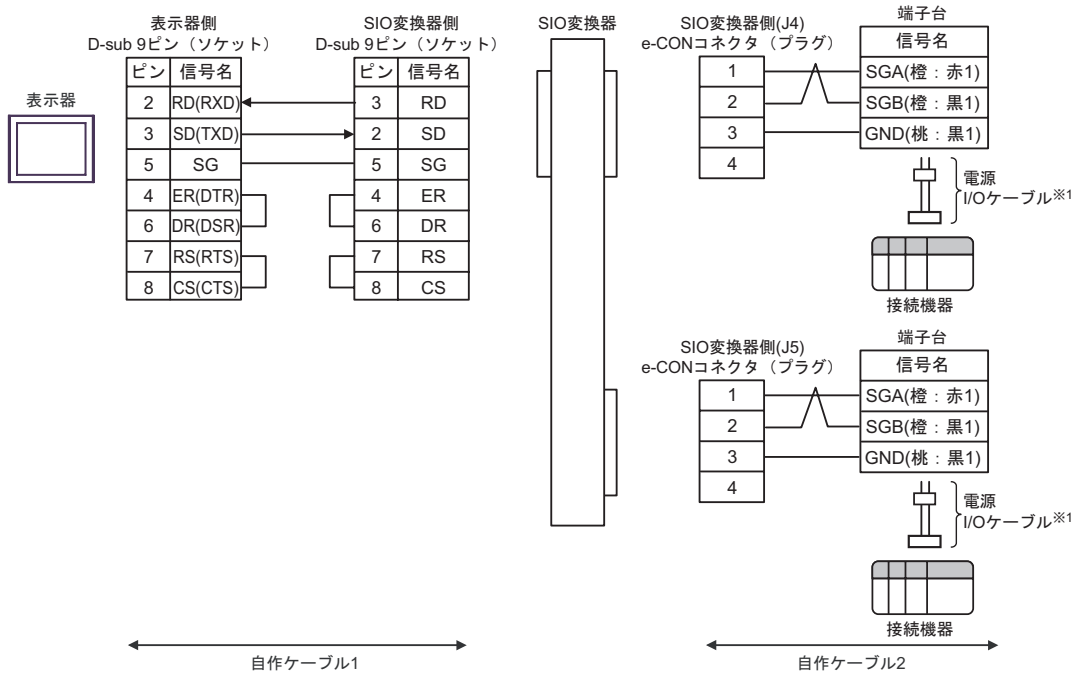 表示器
表示器側
D-sub 9ピン（ソケット）
ピン 信号名
2 RD(RXD)
3 SD(TXD)
5 SG
4 ER(DTR)
6 DR(DSR)
7 RS(RTS)
8 CS(CTS)
SIO変換器側
D-sub 9ピン（ソケット）
ピン 信号名
3 RD
2 SD
5 SG
4 ER
6 DR
7 RS
8 CS
SIO変換器
SIO変換器側(J4)
e-CONコネクタ（プラグ）
1
2
3
4
端子台
信号名
SGA(橙：赤1)
SGB(橙：黒1)
GND(桃：黒1)
電源
I/Oケーブル※1
接続機器
SIO変換器側(J5)
e-CONコネクタ（プラグ）
1
2
3
4
端子台
信号名
SGA(橙：赤1)
SGB(橙：黒1)
GND(桃：黒1)
電源
I/Oケーブル※1
接続機器
自作ケーブル1
自作ケーブル2